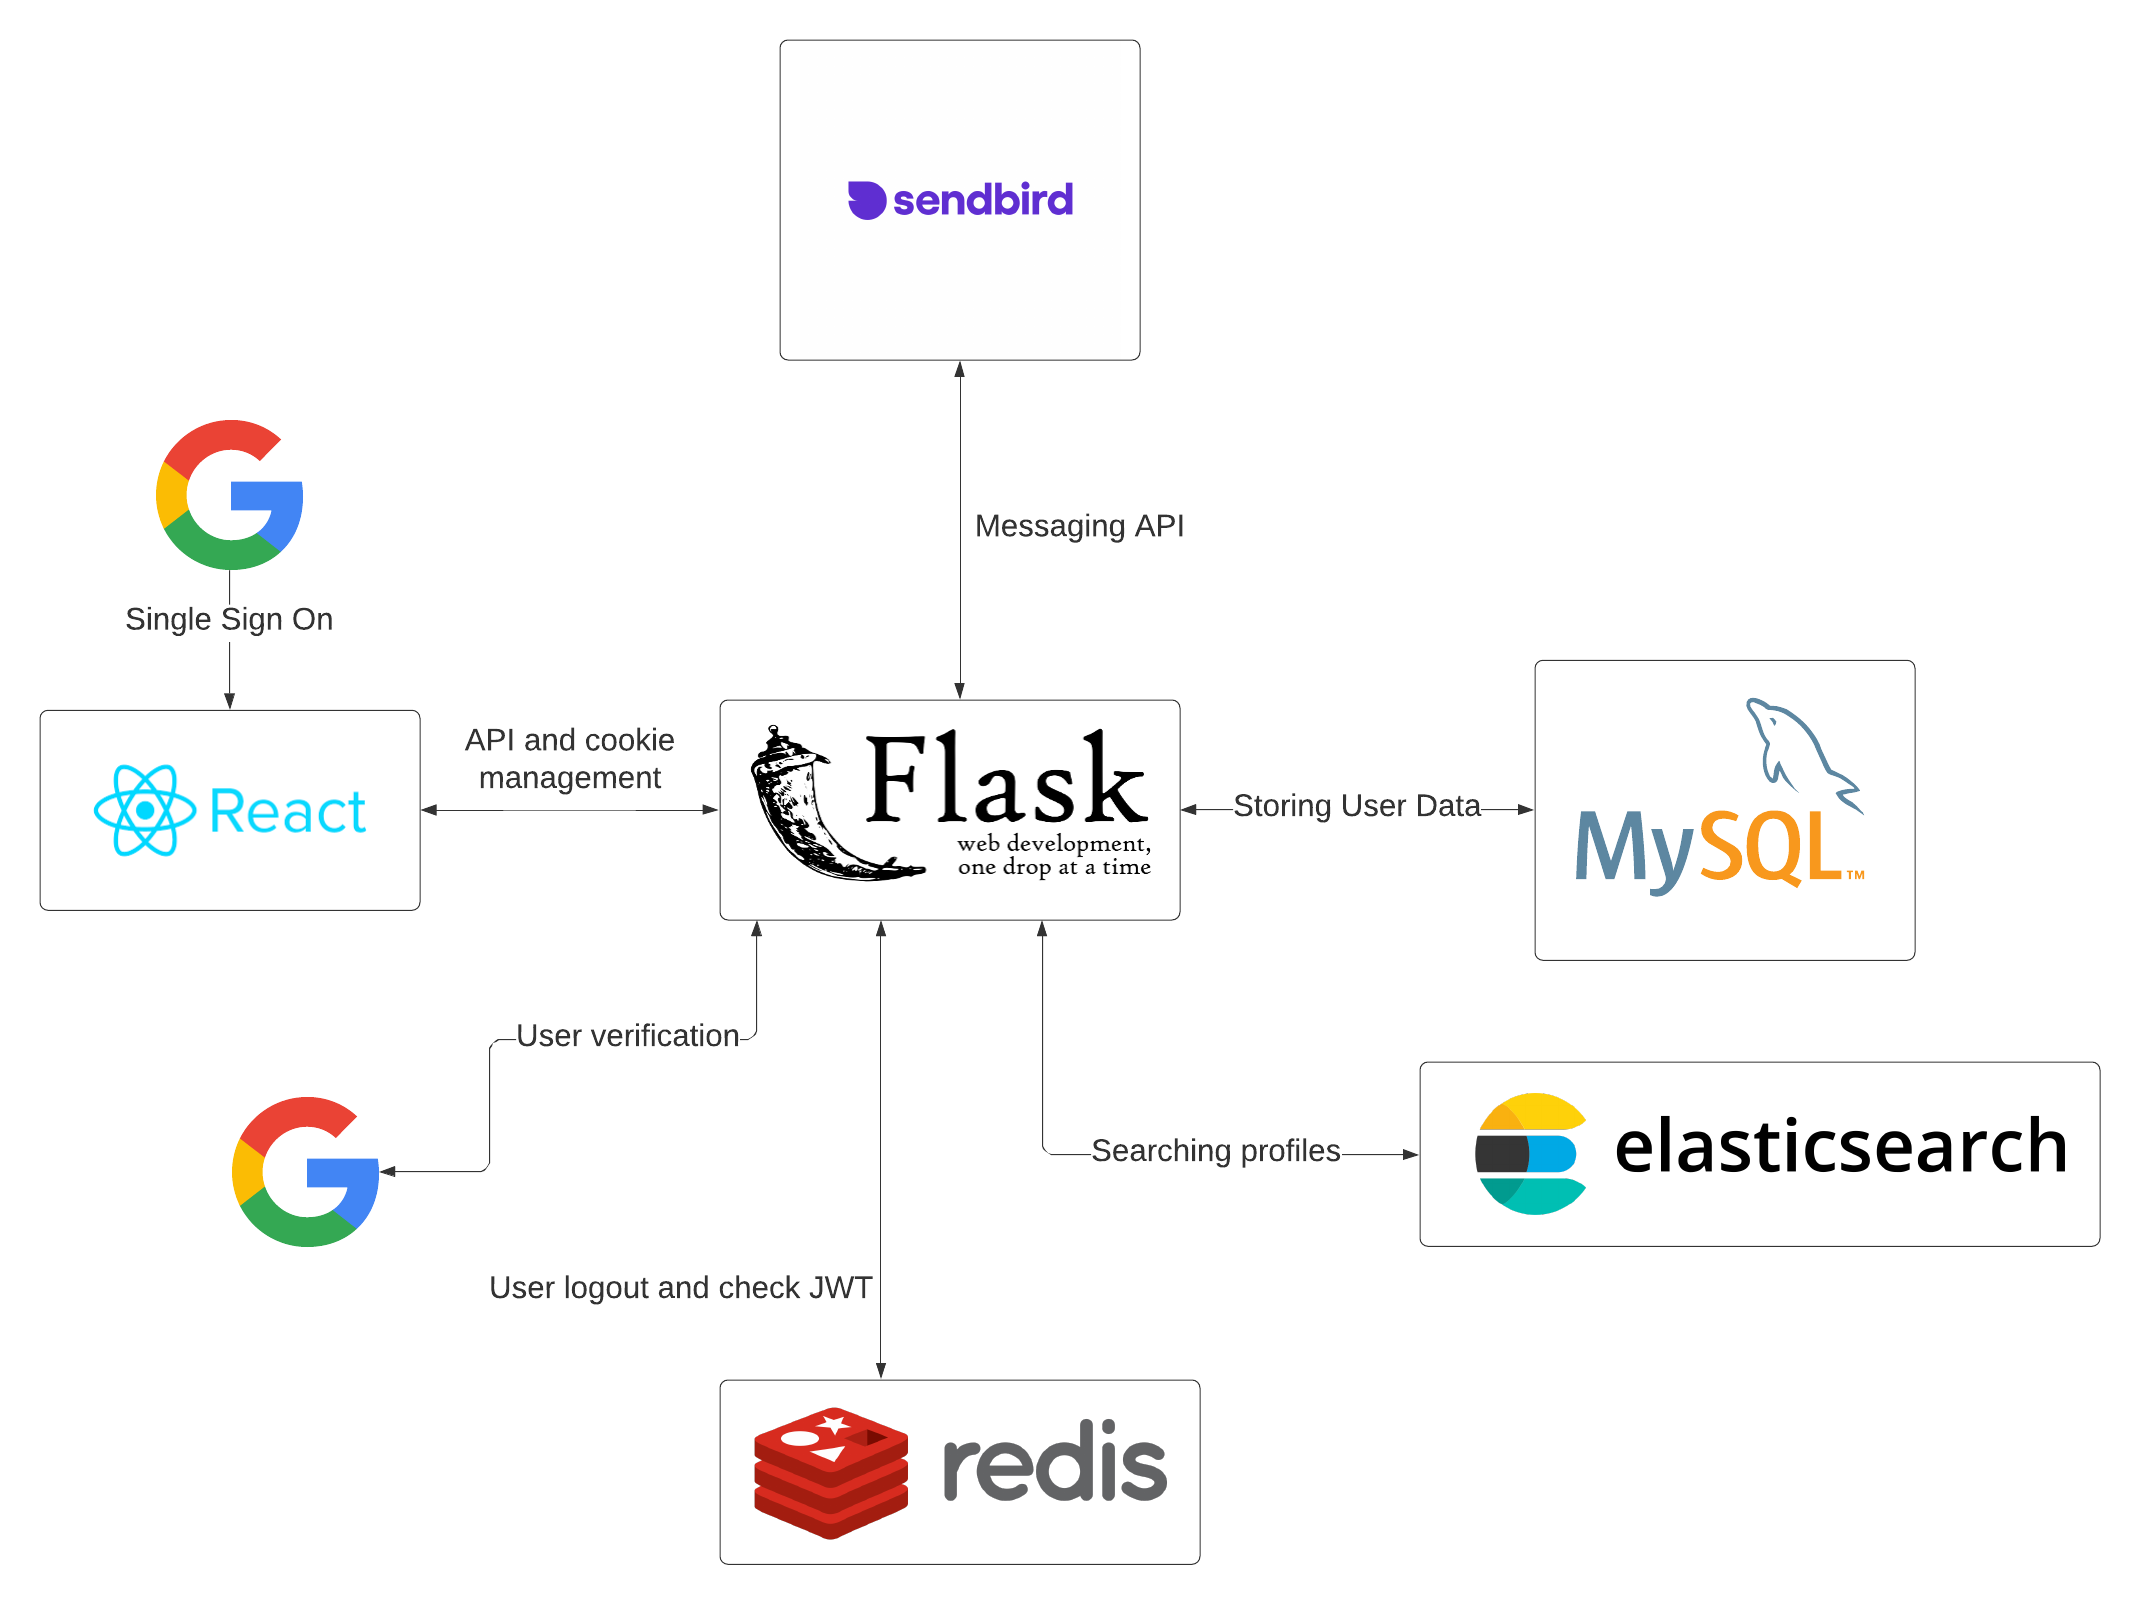 sendbird
Messaging API
Single Sign On
API and cookie
management
React
Flask
web development,
one drop at a time
Storing User Data
MySQL™
User verification
Searching profiles
elasticsearch
User logout and check JWT
redis